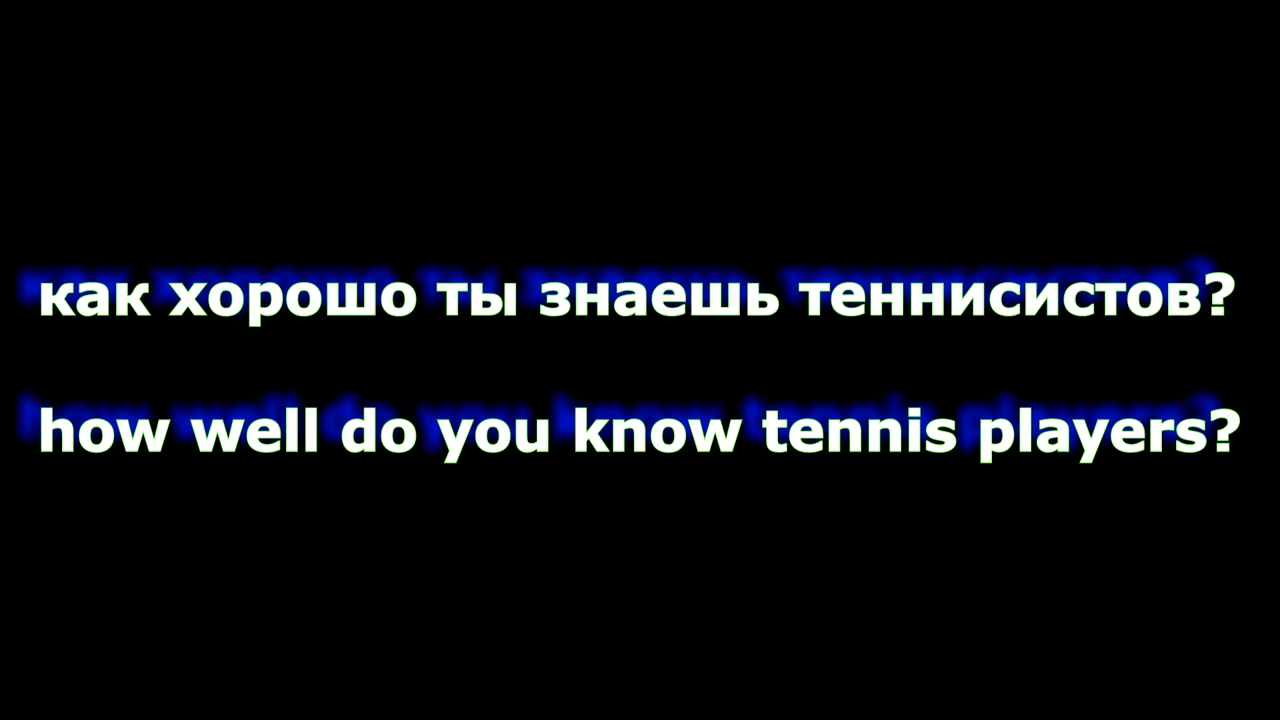 как хорошо ты знаешь теннисистов?
how well do you know tennis players?